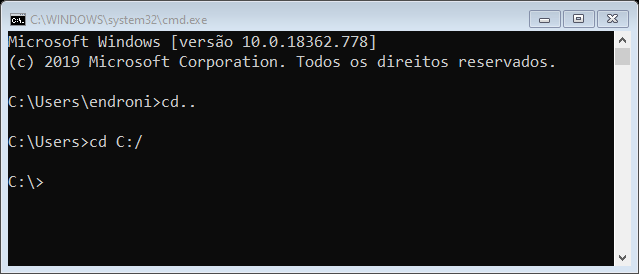 C:\WINDOWS\system32\cmd.exe
Microsoft Windows [versão 10.0.18362.778]
(c) 2019 Microsoft Corporation. Todos os direitos reservados.
C:\Users\endroni>cd..
C:\Users>cd C:/
C:\>